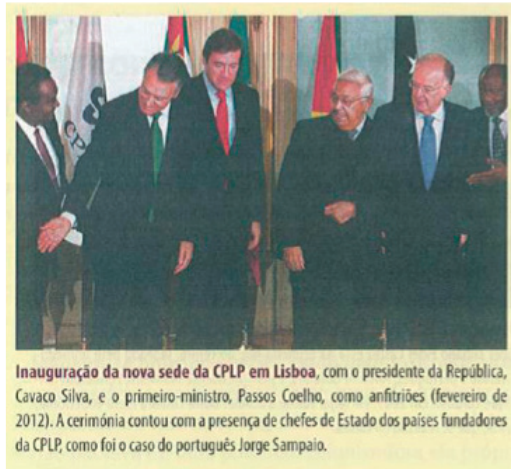 CP
Inauguração da nova sede da CPLP em Lisboa, com o presidente da República,
Cavaco Silva, e o primeiro-ministro, Passos Coelho, como anfitriões (fevereiro de
2012). A cerimónia contou com a presença de chefes de Estado dos países fundadores
da CPLP, como foi o caso do português Jorge Sampaio.